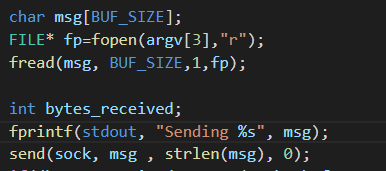 char msg[BUF_SIZE];
FILE* fp=fopen(argv[3],"r");
fread(msg, BUF_SIZE,1,fp);
int bytes_received;
fprintf(stdout, "Sending %s", msg);
send(sock, msg , strlen(msg), 0);